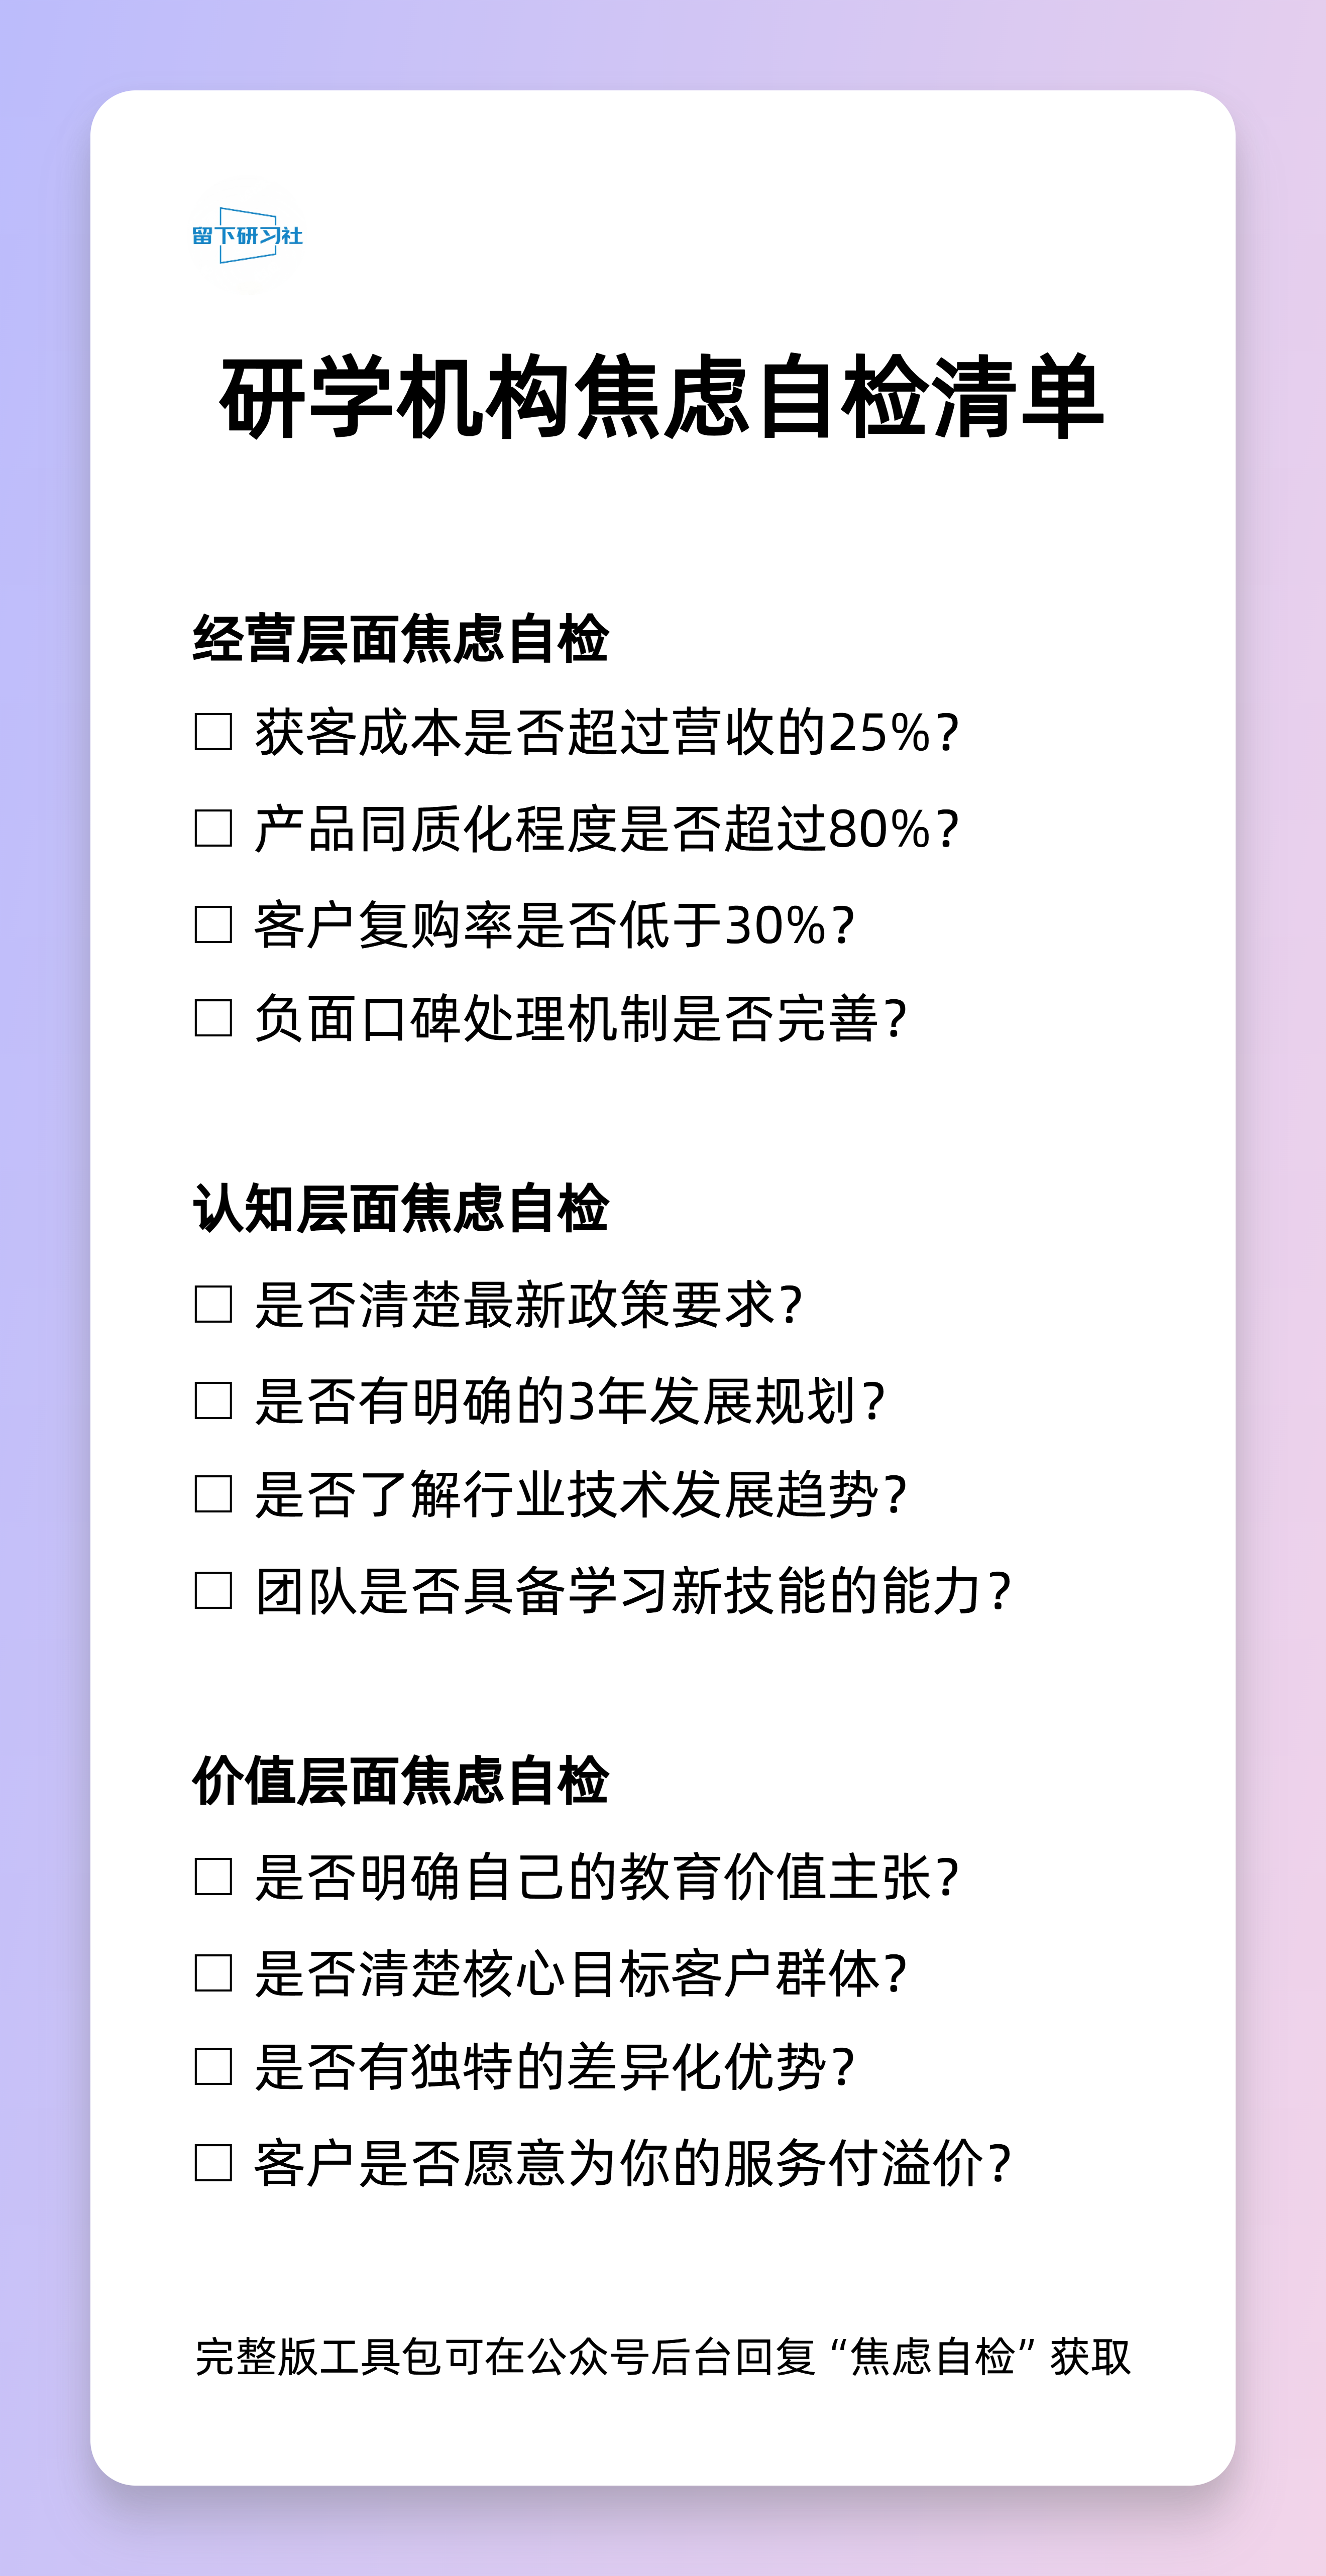 留下研习社
研学机构焦虑自检清单
经营层面焦虑自检
□ 获客成本是否超过营收的25%？
□ 产品同质化程度是否超过80%？
□ 客户复购率是否低于30%？
□ 负面口碑处理机制是否完善？
认知层面焦虑自检
□ 是否清楚最新政策要求？
□ 是否有明确的3年发展规划？
□ 是否了解行业技术发展趋势？
□ 团队是否具备学习新技能的能力？
价值层面焦虑自检
□ 是否明确自己的教育价值主张？
□ 是否清楚核心目标客户群体？
□ 是否有独特的差异化优势？
□ 客户是否愿意为你的服务付溢价？
完整版工具包可在公众号后台回复 “焦虑自检” 获取